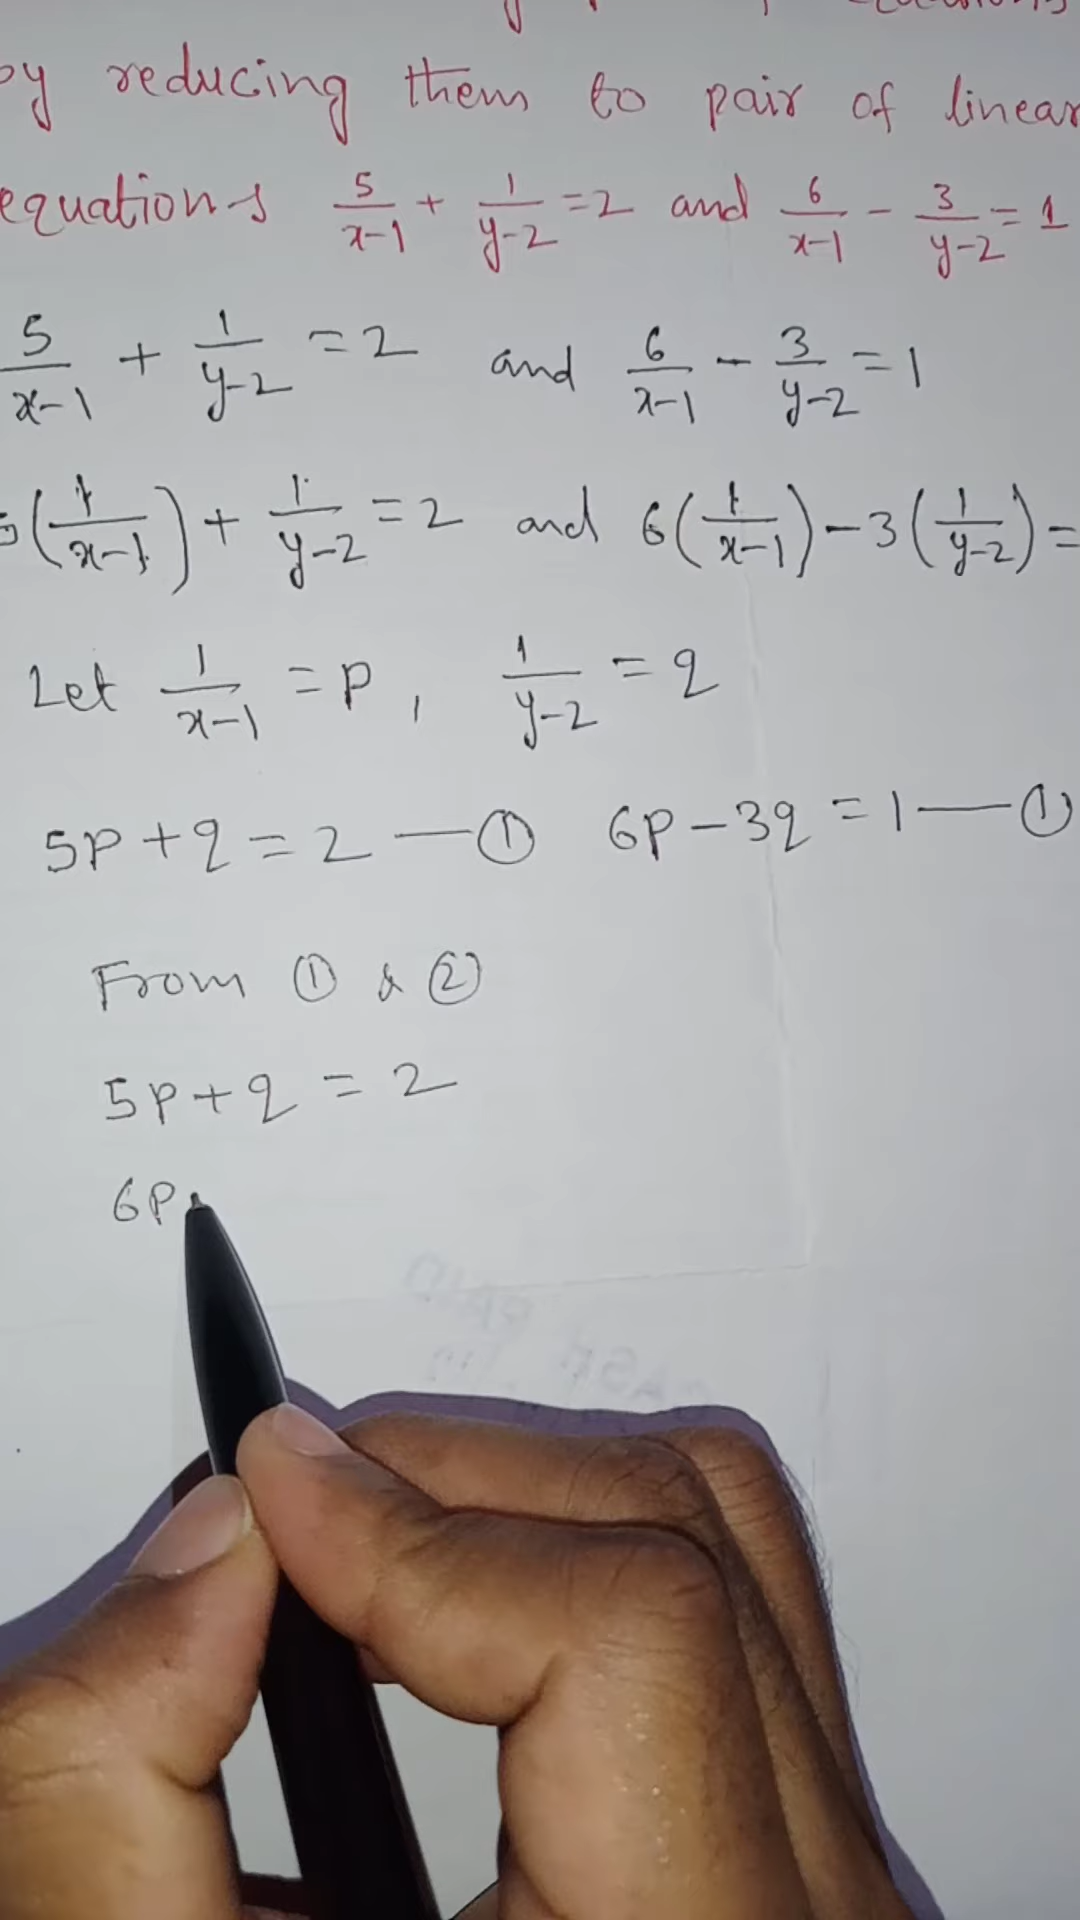 by reducing them to pair of linear
equations 5/(x-1) + 1/(y-2) = 2 and 6/(x-1) - 3/(y-2) = 1
5/(x-1) + 1/(y-2) = 2 and 6/(x-1) - 3/(y-2) = 1
5(1/(x-1)) + 1/(y-2) = 2 and 6(1/(x-1)) - 3(1/(y-2)) =
Let 1/(x-1) = P, 1/(y-2) = q
5P + q = 2 — ① 6P - 3q = 1 — ①
From ① & ②
5P + q = 2
6P